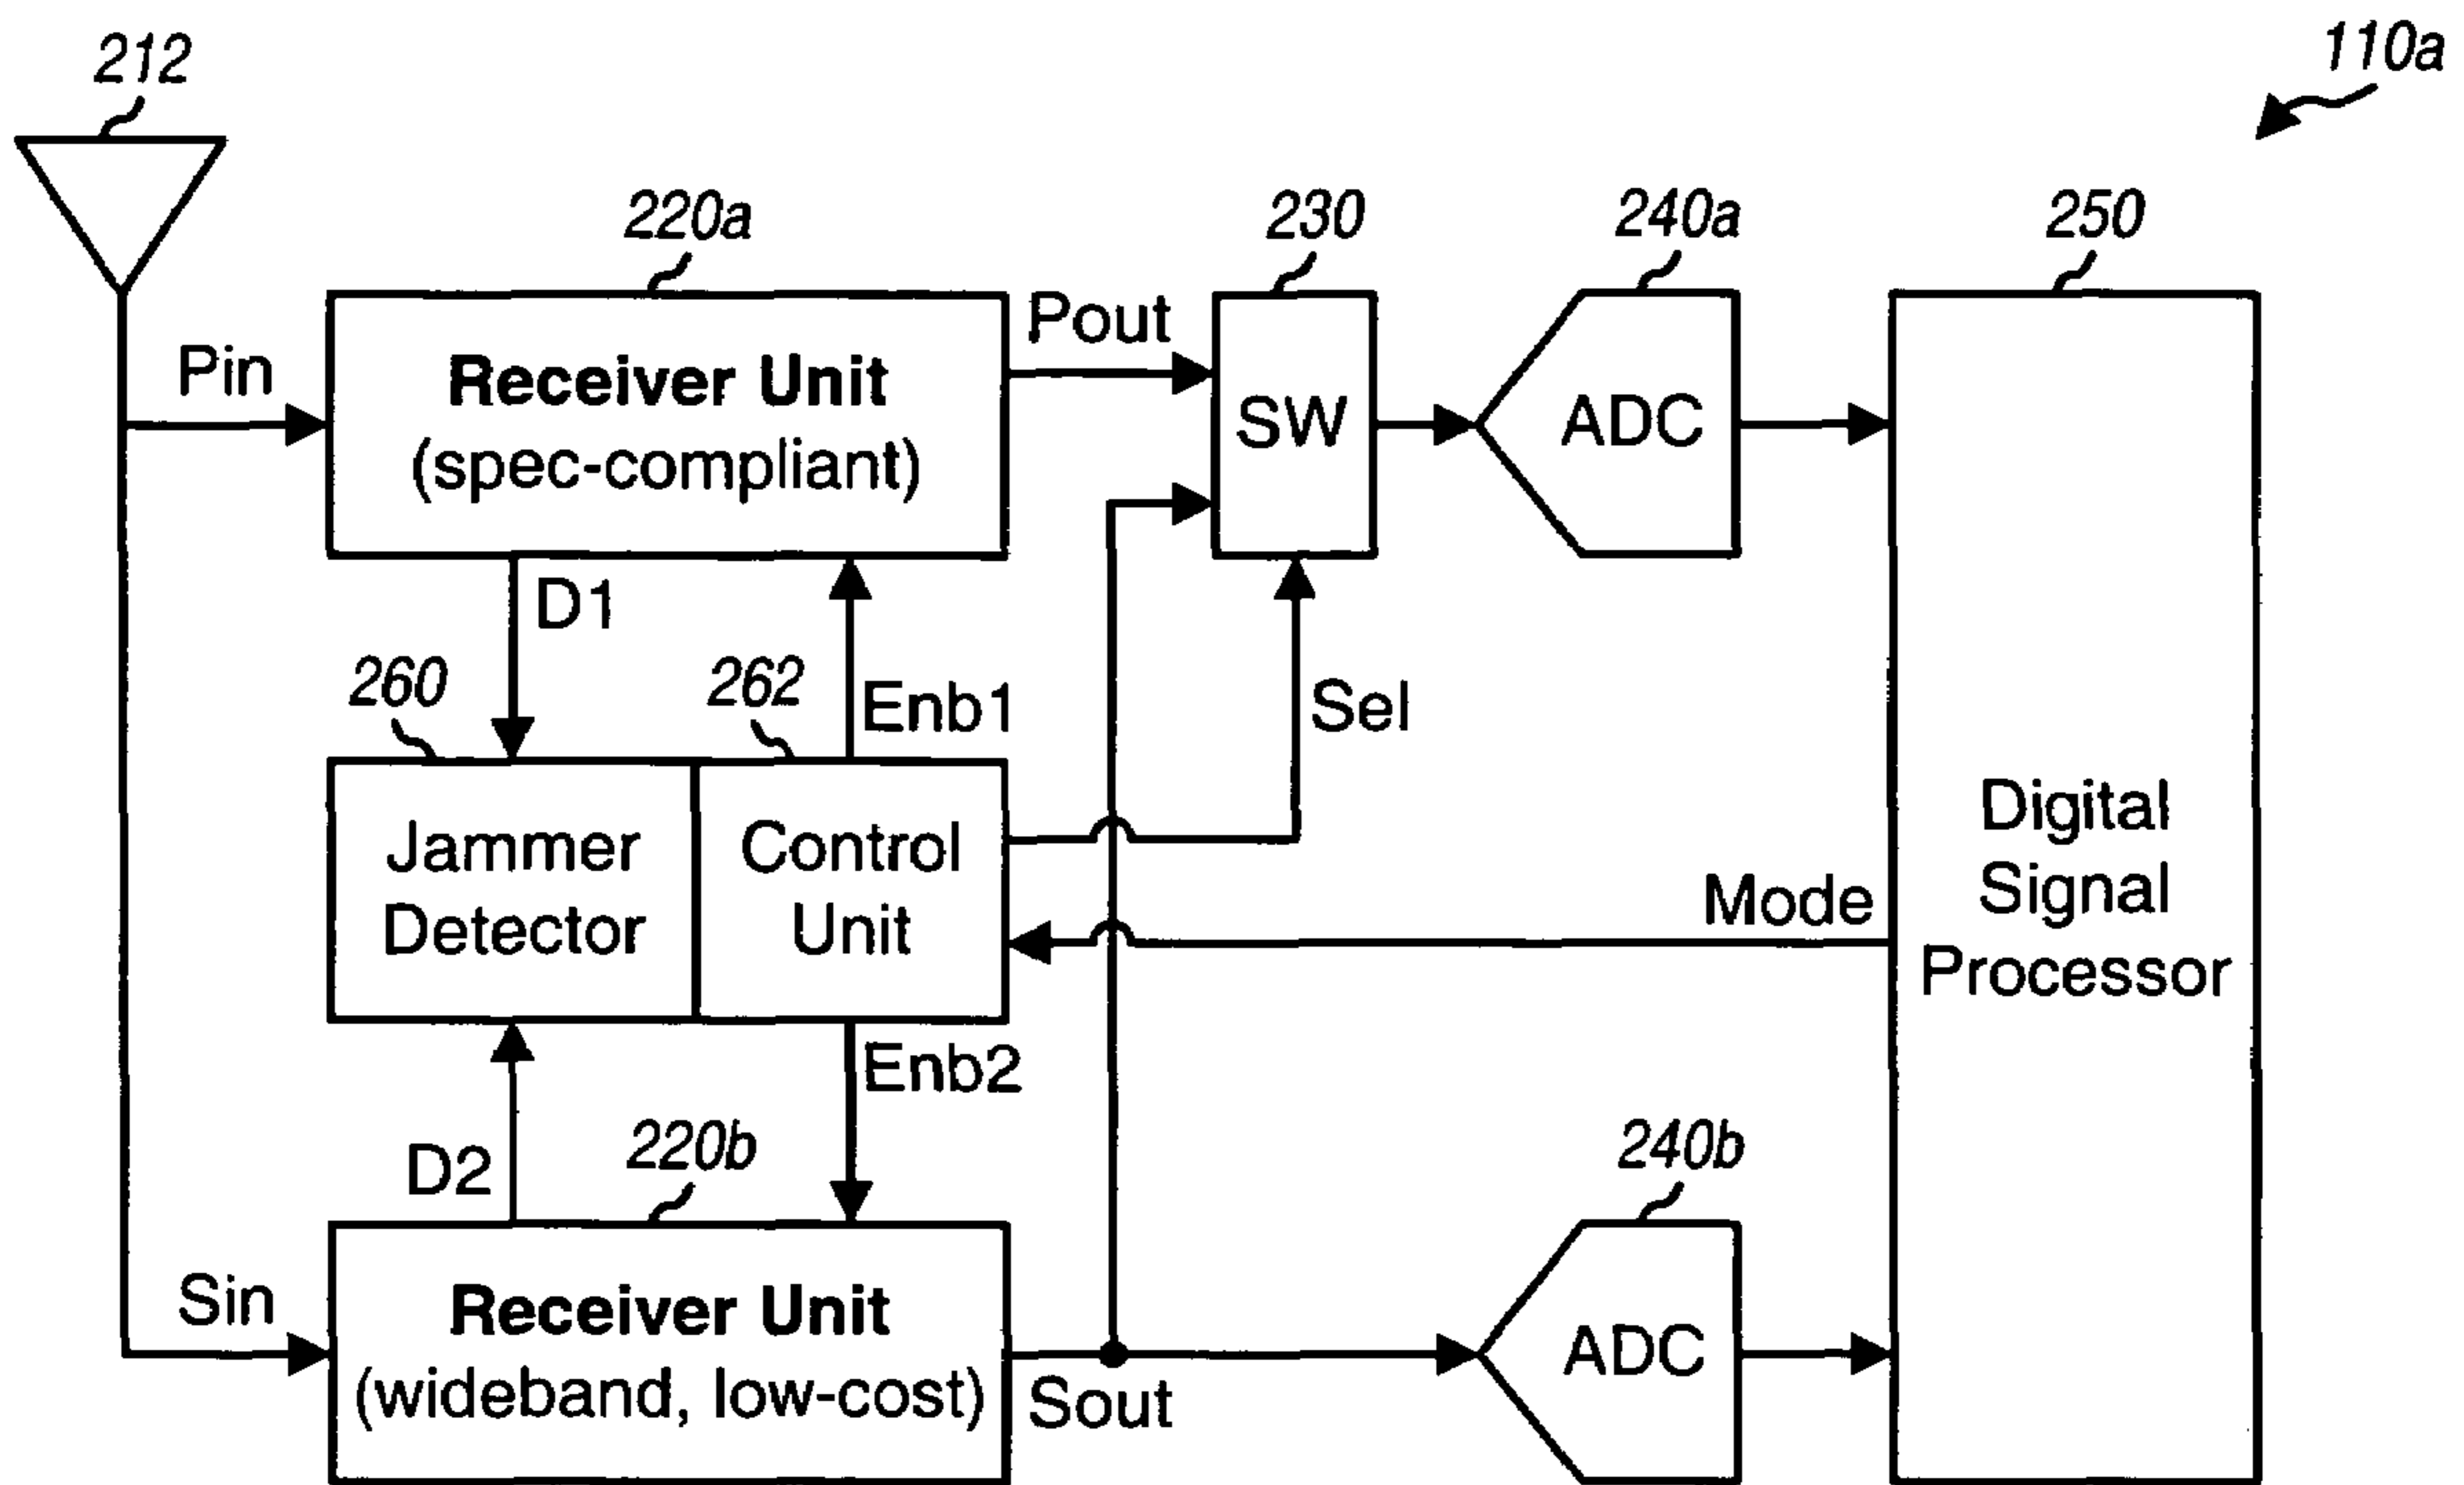 212
110a
220a
230
240a
250
Pin
Receiver Unit
(spec-compliant)
Pout
SW
ADC
D1
260
262
Enb1
Sel
Jammer
Detector
Control
Unit
Mode
Digital
Signal
Processor
Enb2
D2
220b
240b
Sin
Receiver Unit
(wideband, low-cost)
Sout
ADC